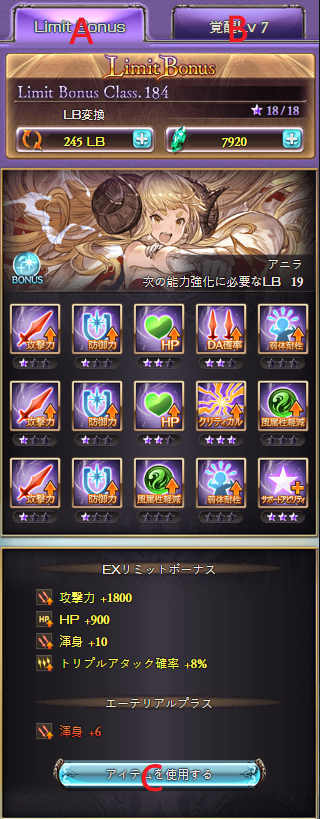 Limit Bonus
A
覚醒Lv 7
B
Limit Bonus
Limit Bonus Class.184
LB変換
18/18
245 LB
7920
BONUS
アニラ
次の能力強化に必要なLB 19
攻撃力 防御力 HP DA確率 弱体耐性
攻撃力 防御力 HP クリティカル 風属性軽減
攻撃力 防御力 風属性軽減 弱体耐性 サポートアビリティ
EXリミットボーナス
攻撃力 +1800
HP HP +900
渾身 +10
トリプルアタック確率 +8%
エーテリアルプラス
渾身 +6
アイテムを使用する
C